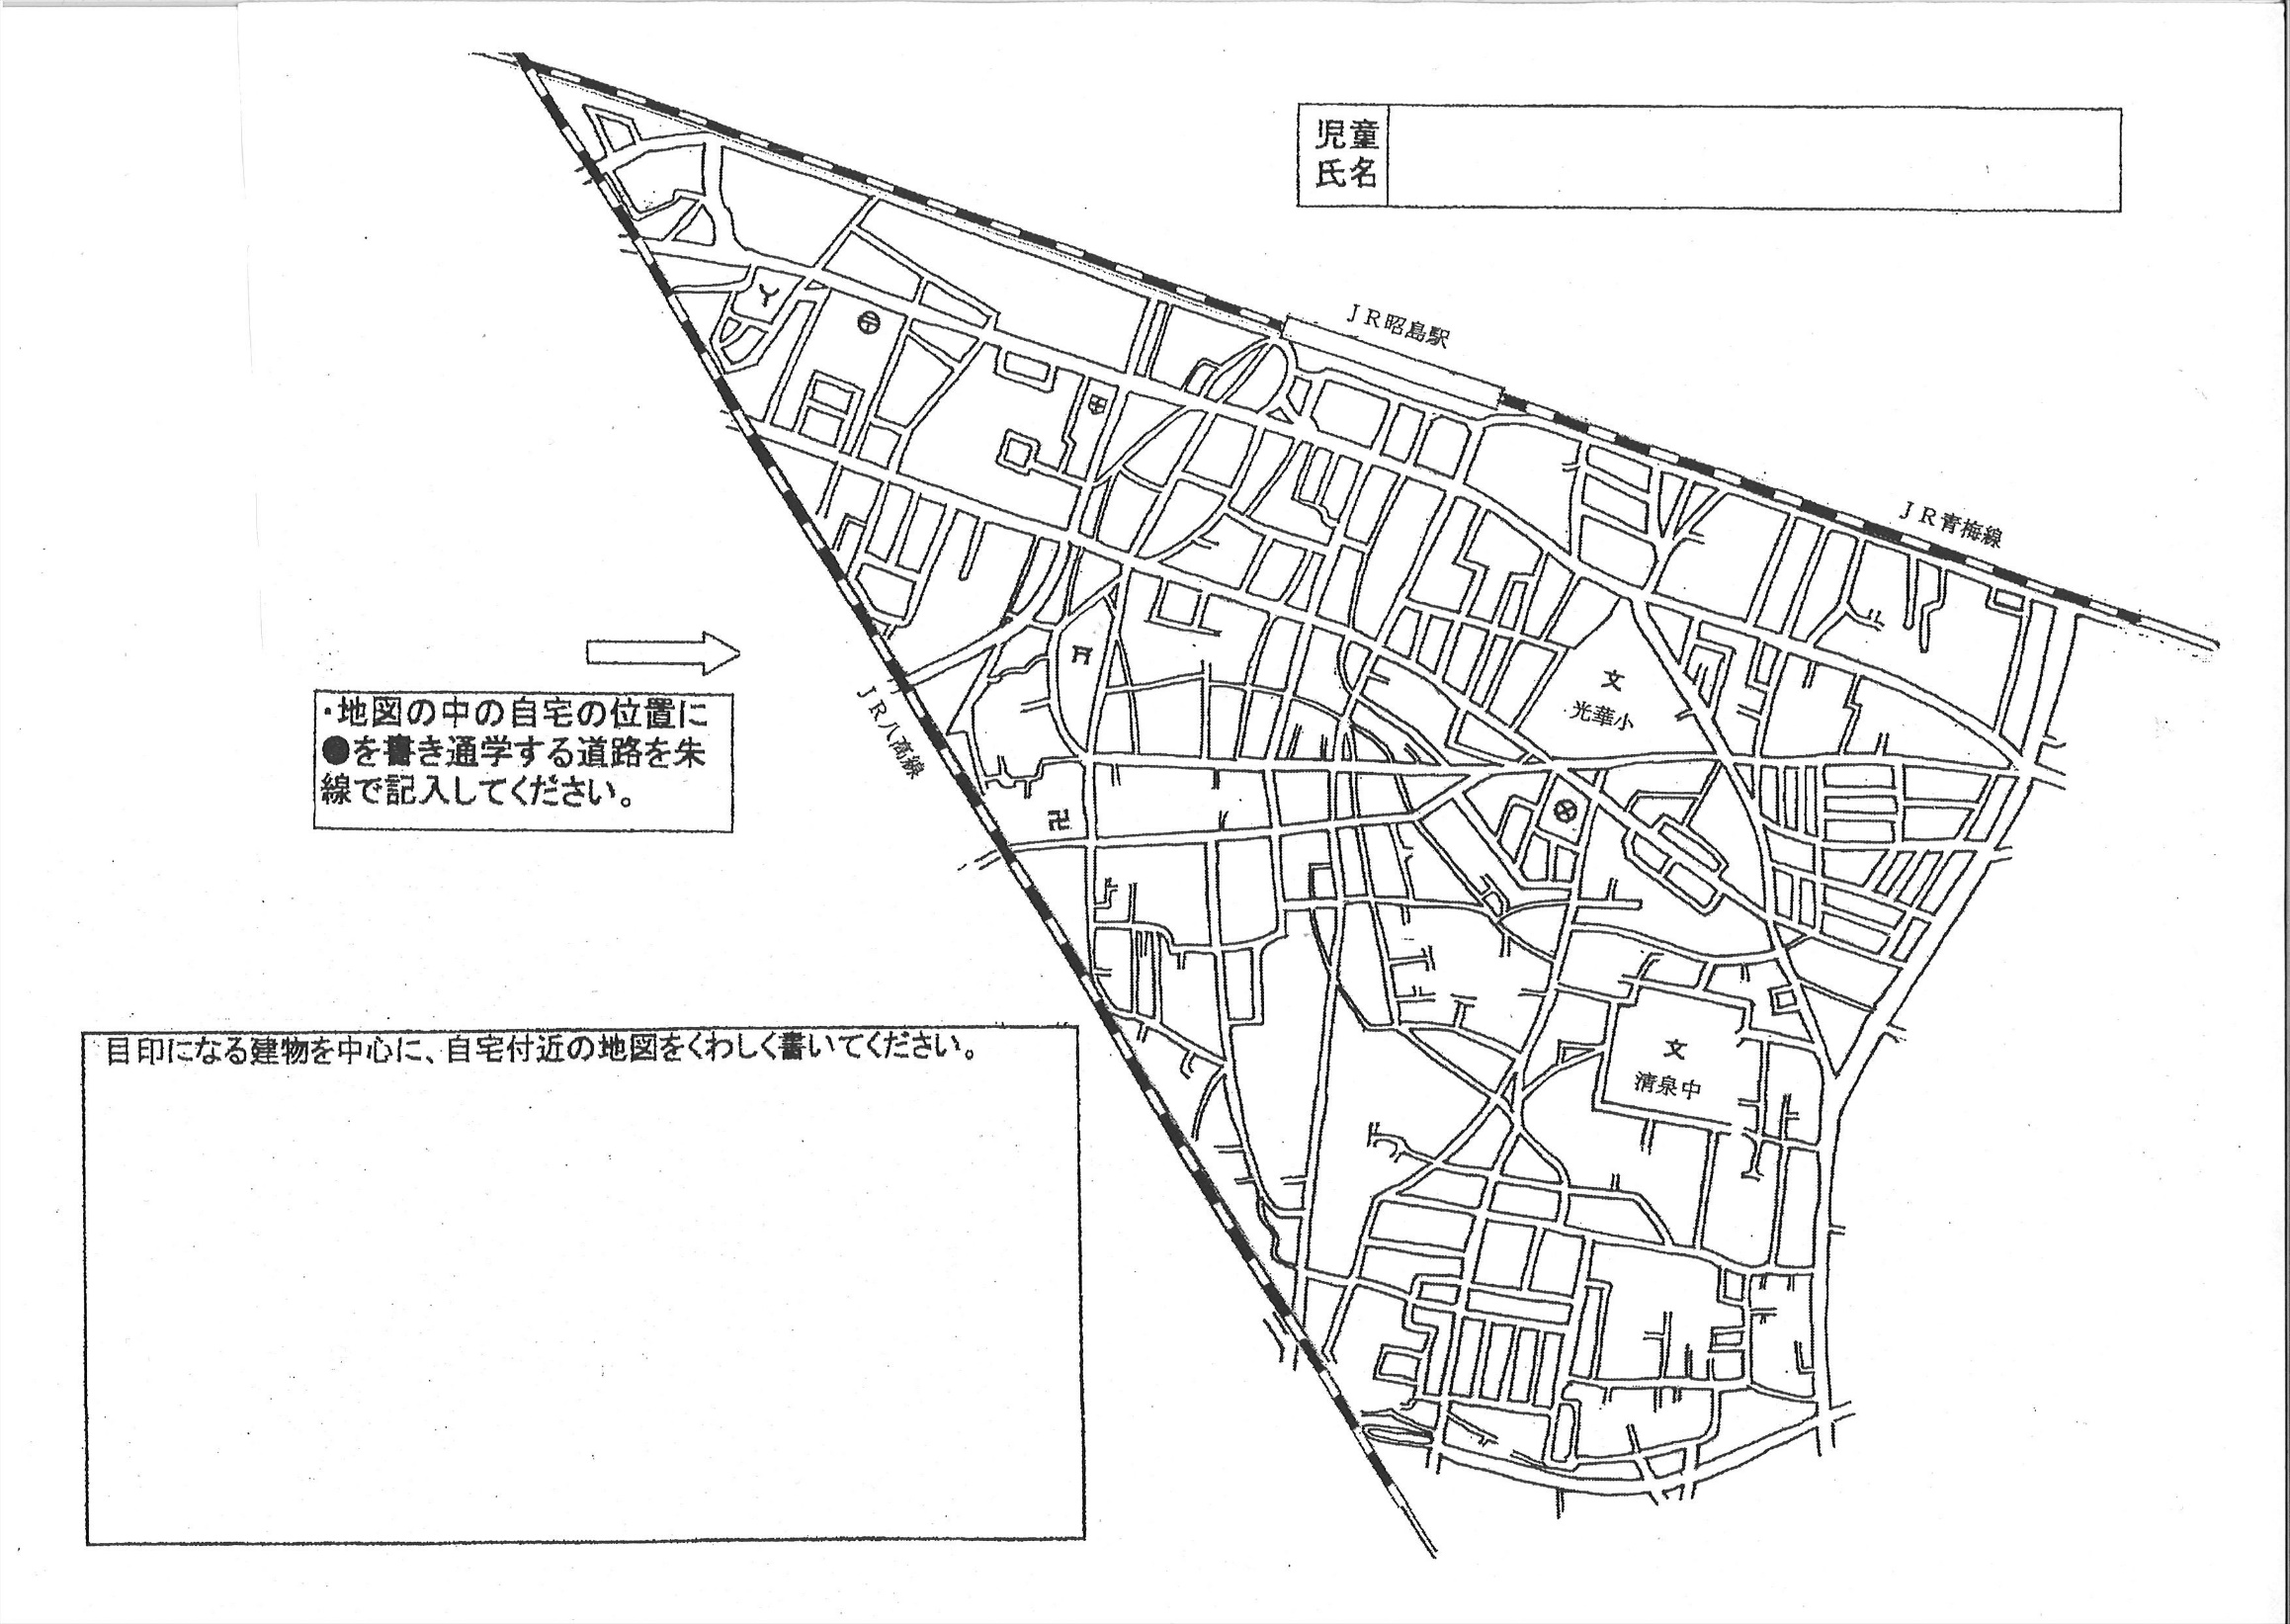 児童
氏名
JR昭島駅
JR青梅線
文
光華小
・地図の中の自宅の位置に
●を書き通学する道路を朱
線で記入してください。
JR八高線
卍
目印になる建物を中心に、自宅付近の地図をくわしく書いてください。
文
清泉中